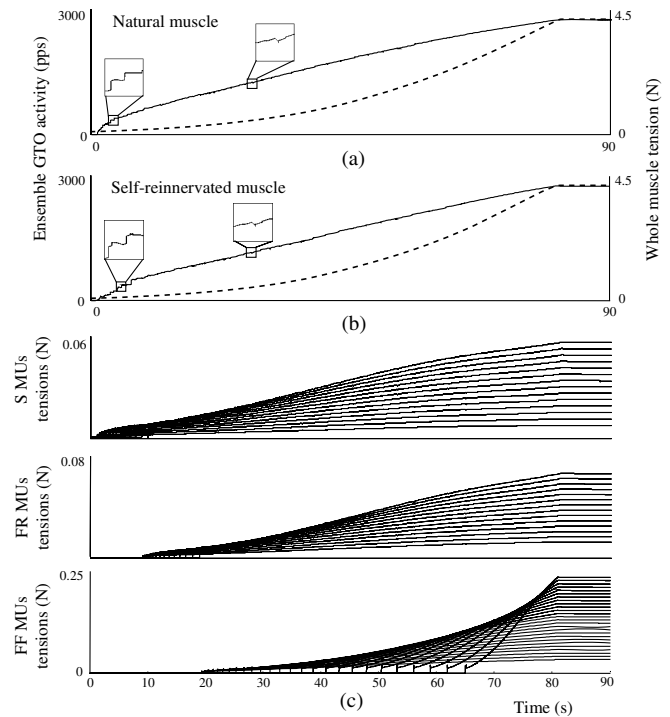 3000
Natural muscle
4.5
0
0
0
90
(a)
3000
Self-reinnervated muscle
4.5
0
0
0
90
(b)
Ensemble GTO activity (pps)
Whole muscle tension (N)
0.06
S MUs
tensions (N)
0.08
FR MUs
tensions (N)
0.25
FF MUs
tensions (N)
0
0 10 20 30 40 50 60 70 80 90
(c)
Time (s)